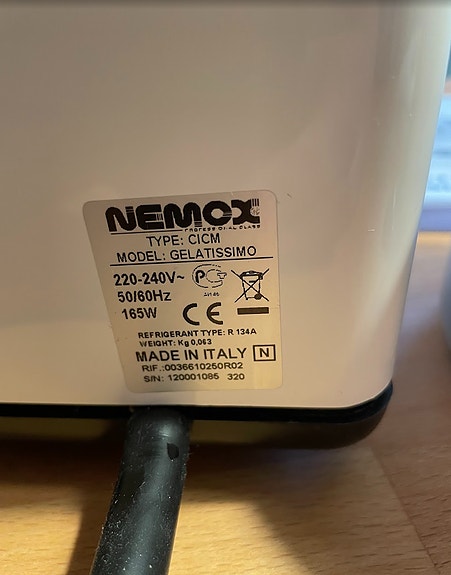 NEMOX
PROFESSIONAL CLASS
TYPE: CICM
MODEL: GELATISSIMO
220-240V~
50/60Hz
165W
CE
REFRIGERANT TYPE: R 134A
WEIGHT: Kg 0,063
MADE IN ITALY N
RIF.:0036610250R02
S/N: 120001085 320